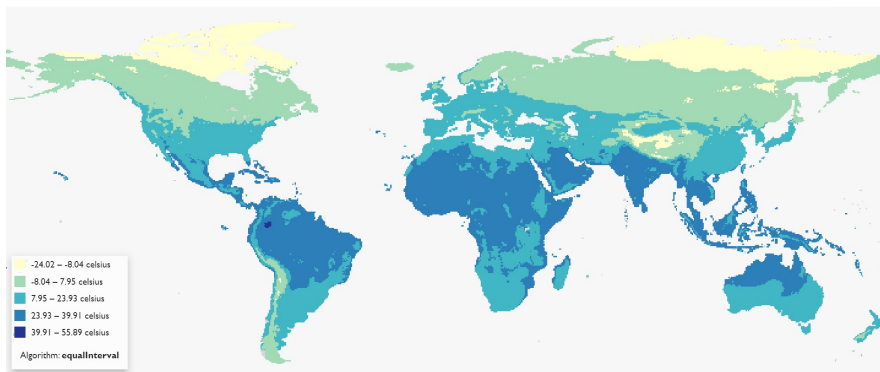 -24.02 – -8.04 celsius
-8.04 – 7.95 celsius
7.95 – 23.93 celsius
23.93 – 39.91 celsius
39.91 – 55.89 celsius
Algorithm: equalInterval